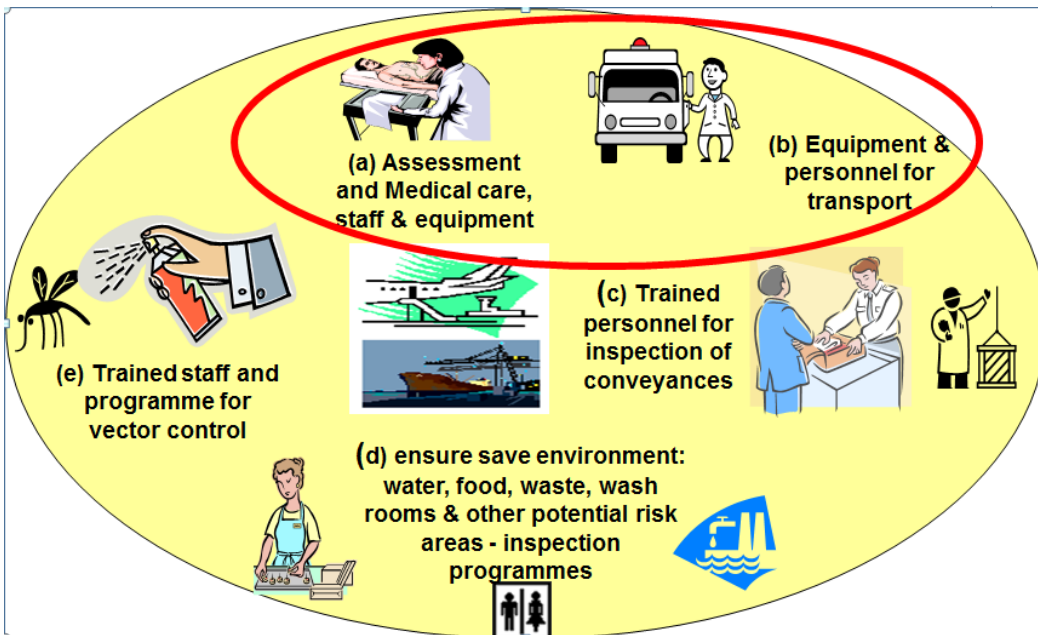 (a) Assessment
and Medical care,
staff & equipment
(b) Equipment &
personnel for
transport
(c) Trained
personnel for
inspection of
conveyances
(e) Trained staff and
programme for
vector control
(d) ensure save environment:
water, food, waste, wash
rooms & other potential risk
areas - inspection
programmes